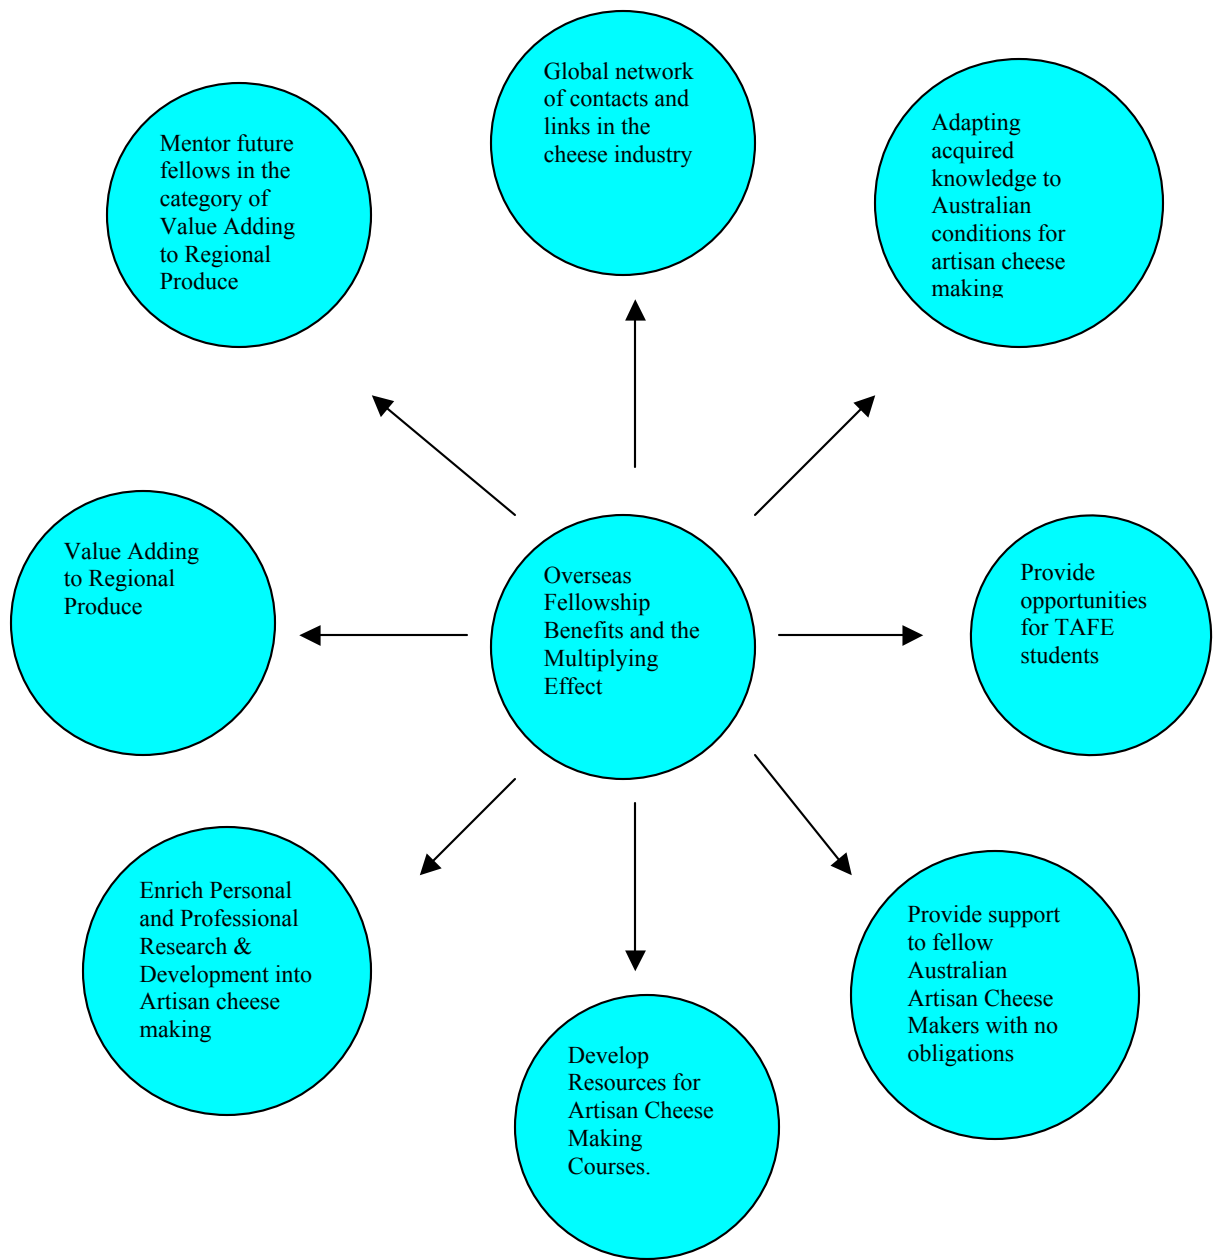 Global network
of contacts and
links in the
cheese industry
Mentor future
fellows in the
category of
Value Adding
to Regional
Produce
Adapting
acquired
knowledge to
Australian
conditions for
artisan cheese
making
Value Adding
to Regional
Produce
Overseas
Fellowship
Benefits and the
Multiplying
Effect
Provide
opportunities
for TAFE
students
Enrich Personal
and Professional
Research &
Development into
Artisan cheese
making
Provide support
to fellow
Australian
Artisan Cheese
Makers with no
obligations
Develop
Resources for
Artisan Cheese
Making
Courses.